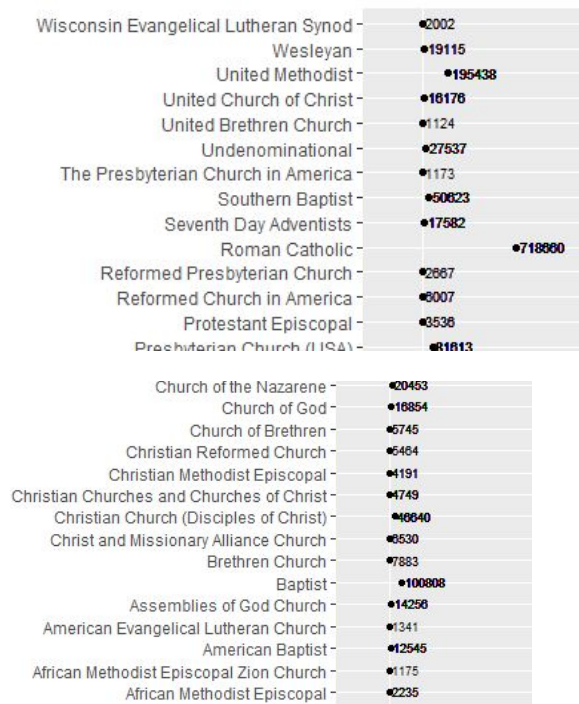 Wisconsin Evangelical Lutheran Synod 2002
Wesleyan 19115
United Methodist 195438
United Church of Christ 16176
United Brethren Church 1124
Undenominational 27537
The Presbyterian Church in America 1173
Southern Baptist 50623
Seventh Day Adventists 17582
Roman Catholic 718660
Reformed Presbyterian Church 2667
Reformed Church in America 6007
Protestant Episcopal 3536
Presbyterian Church (USA) 81613
Church of the Nazarene 20453
Church of God 16854
Church of Brethren 5745
Christian Reformed Church 5464
Christian Methodist Episcopal 4191
Christian Churches and Churches of Christ 4749
Christian Church (Disciples of Christ) 46640
Christ and Missionary Alliance Church 6530
Brethren Church 7883
Baptist 100808
Assemblies of God Church 14256
American Evangelical Lutheran Church 1341
American Baptist 12545
African Methodist Episcopal Zion Church 1175
African Methodist Episcopal 2235